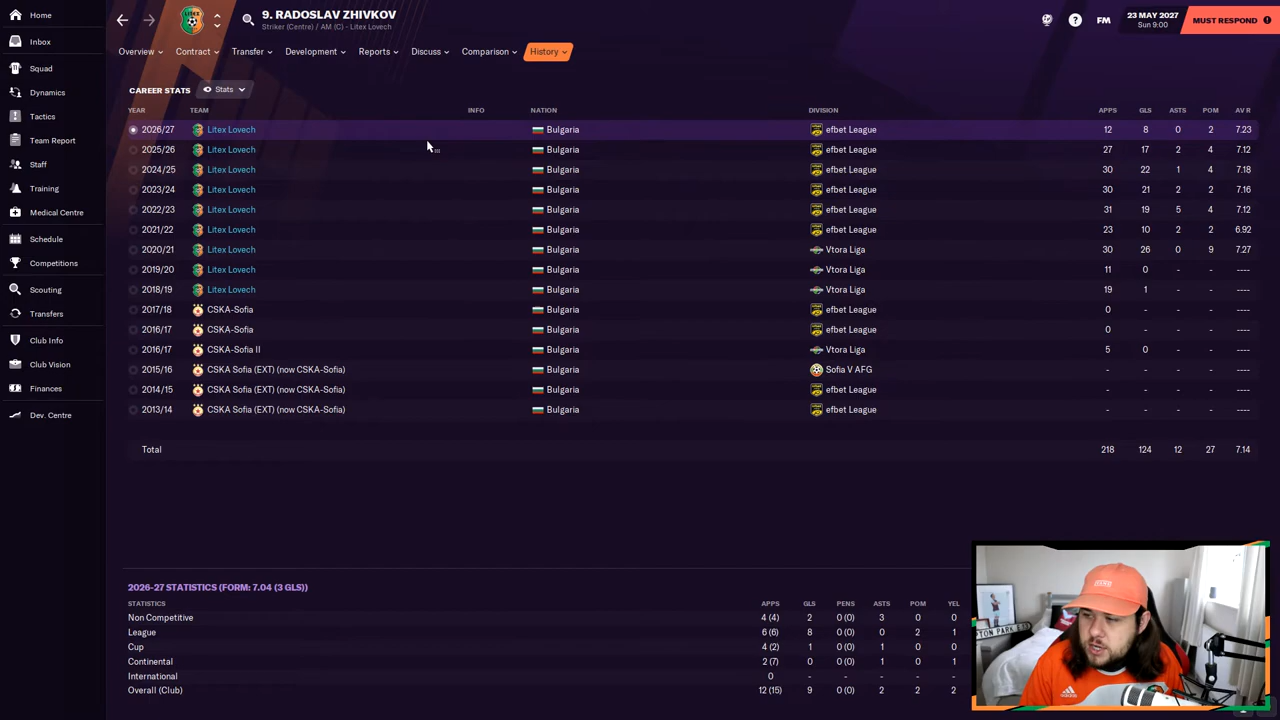 Home
Inbox
Squad
Dynamics
Tactics
Team Report
Staff
Training
Medical Centre
Schedule
Competitions
Scouting
Transfers
Club Info
Club Vision
Finances
Dev. Centre
9. RADOSLAV ZHIVKOV
Striker (Centre) / AM (C) - Litex Lovech
? FM 23 MAY 2027 Sun 9:00 MUST RESPOND
Overview Contract Transfer Development Reports Discuss Comparison History
CAREER STATS Stats
YEAR TEAM INFO NATION DIVISION APPS GLS ASTS POM AV R
2026/27 Litex Lovech Bulgaria efbet League 12 8 0 2 7.23
2025/26 Litex Lovech Bulgaria efbet League 27 17 2 4 7.12
2024/25 Litex Lovech Bulgaria efbet League 30 22 1 4 7.18
2023/24 Litex Lovech Bulgaria efbet League 30 21 2 2 7.16
2022/23 Litex Lovech Bulgaria efbet League 31 19 5 4 7.12
2021/22 Litex Lovech Bulgaria efbet League 23 10 2 2 6.92
2020/21 Litex Lovech Bulgaria Vtora Liga 30 26 0 9 7.27
2019/20 Litex Lovech Bulgaria Vtora Liga 11 0 - - ----
2018/19 Litex Lovech Bulgaria Vtora Liga 19 1 - - ----
2017/18 CSKA-Sofia Bulgaria efbet League 0 - - - ----
2016/17 CSKA-Sofia Bulgaria efbet League 0 - - - ----
2016/17 CSKA-Sofia II Bulgaria Vtora Liga 5 0 - - ----
2015/16 CSKA Sofia (EXT) (now CSKA-Sofia) Bulgaria Sofia V AFG - - - - ----
2014/15 CSKA Sofia (EXT) (now CSKA-Sofia) Bulgaria efbet League - - - - ----
2013/14 CSKA Sofia (EXT) (now CSKA-Sofia) Bulgaria efbet League - - - - ----
Total 218 124 12 27 7.14
2026-27 STATISTICS (FORM: 7.04 (3 GLS))
STATISTICS APPS GLS PENS ASTS POM YEL
Non Competitive 4 (4) 2 0 (0) 3 0 0
League 6 (6) 8 0 (0) 0 2 1
Cup 4 (2) 1 0 (0) 1 0 0
Continental 2 (7) 0 0 (0) 1 0 1
International 0 - - - - -
Overall (Club) 12 (15) 9 0 (0) 2 2 2